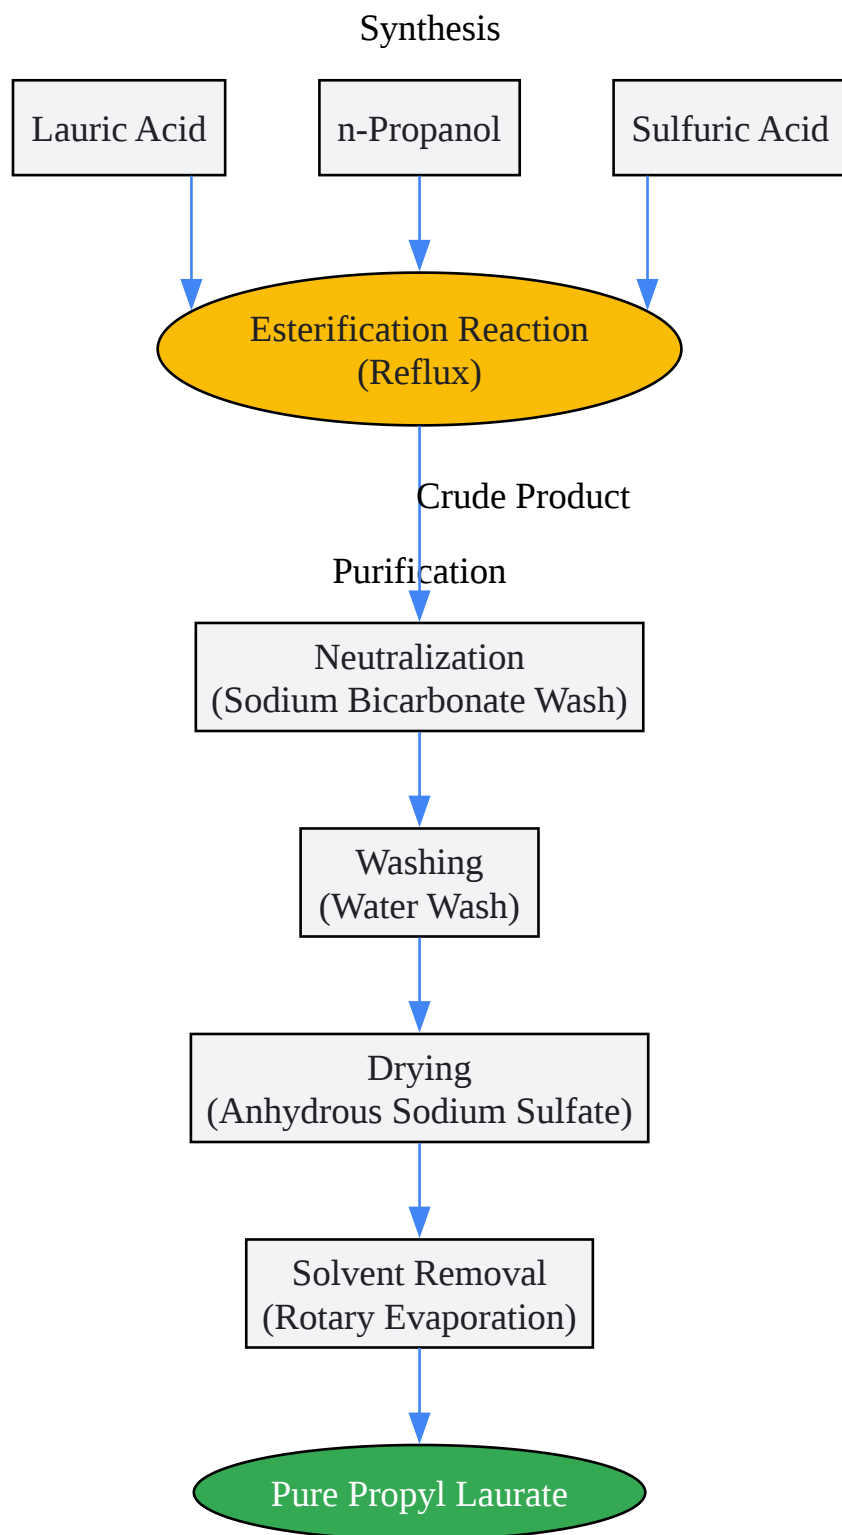 Synthesis
Lauric Acid
n-Propanol
Sulfuric Acid
Esterification Reaction
(Reflux)
Crude Product
Purification
Neutralization
(Sodium Bicarbonate Wash)
Washing
(Water Wash)
Drying
(Anhydrous Sodium Sulfate)
Solvent Removal
(Rotary Evaporation)
Pure Propyl Laurate